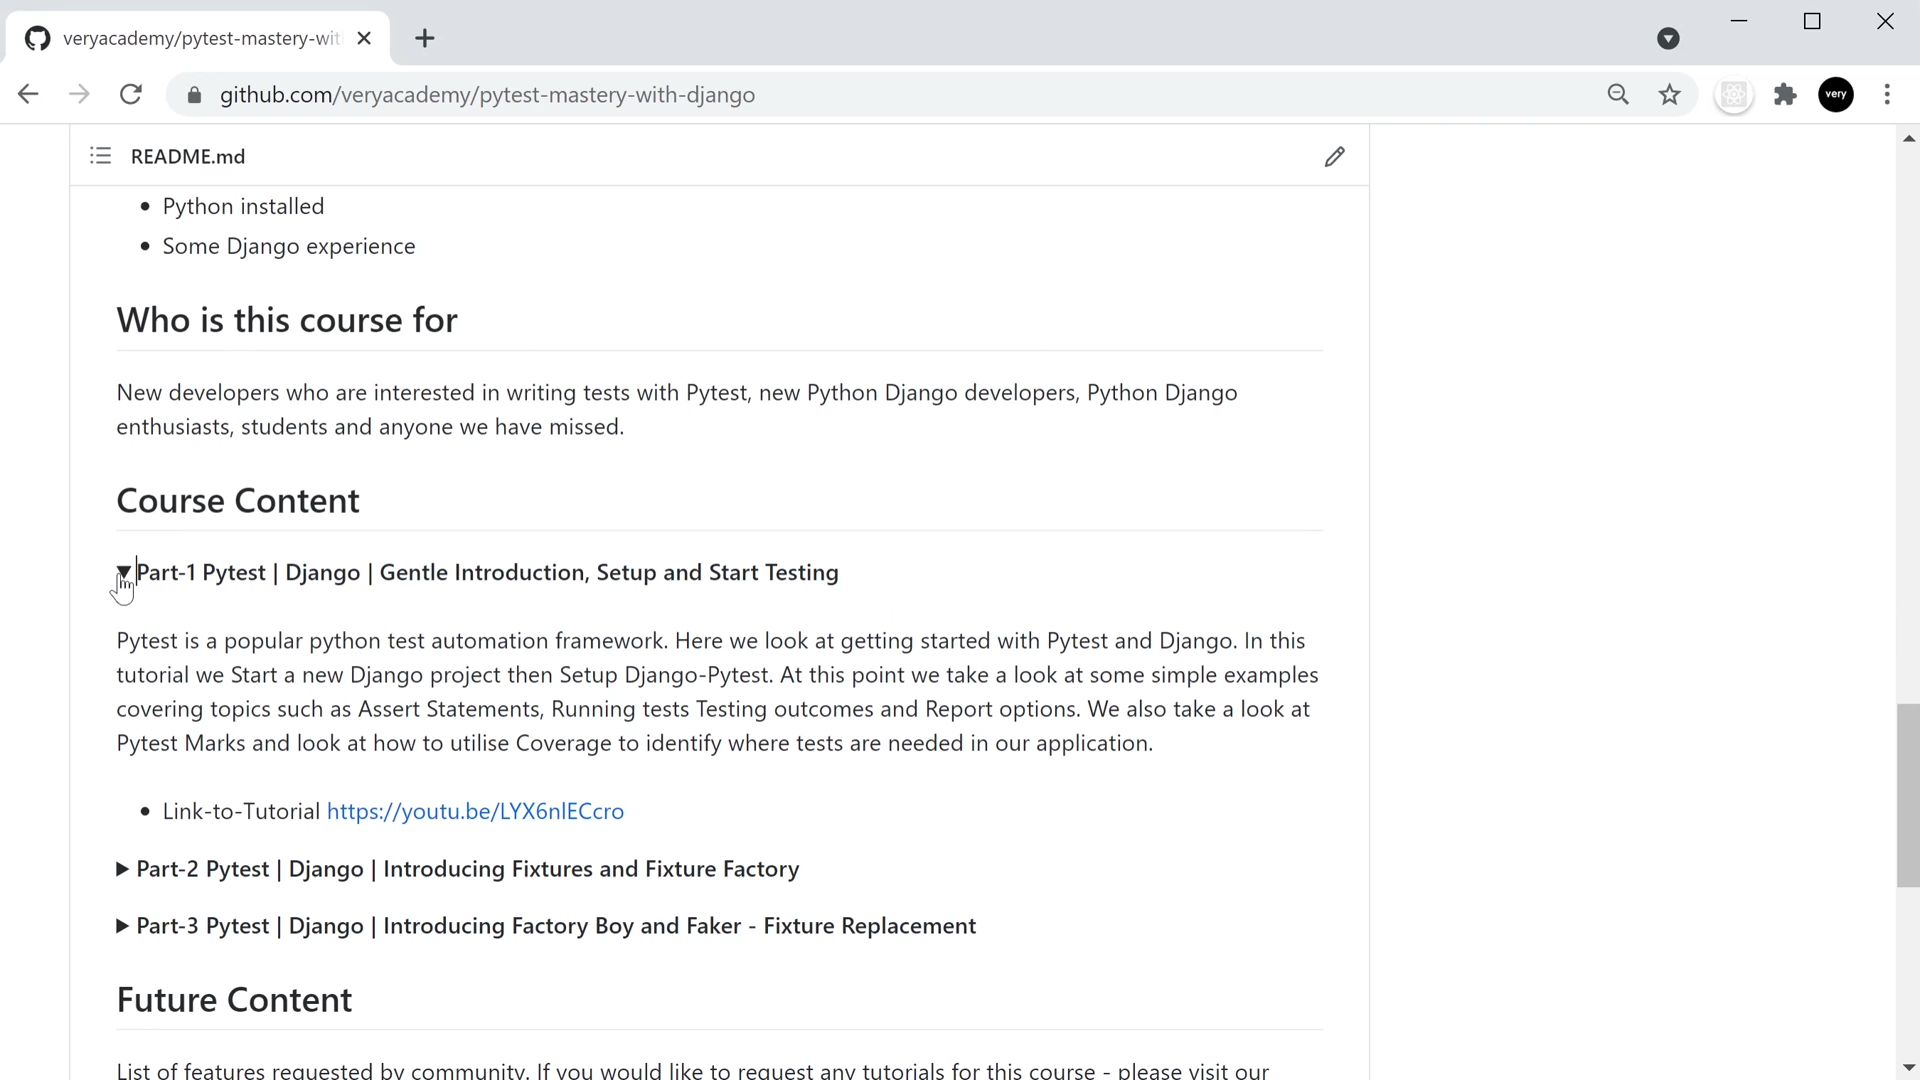 veryacademy/pytest-mastery-wit
github.com/veryacademy/pytest-mastery-with-django
very
README.md
• Python installed
• Some Django experience
Who is this course for
New developers who are interested in writing tests with Pytest, new Python Django developers, Python Django
enthusiasts, students and anyone we have missed.
Course Content
▼ Part-1 Pytest | Django | Gentle Introduction, Setup and Start Testing
Pytest is a popular python test automation framework. Here we look at getting started with Pytest and Django. In this
tutorial we Start a new Django project then Setup Django-Pytest. At this point we take a look at some simple examples
covering topics such as Assert Statements, Running tests Testing outcomes and Report options. We also take a look at
Pytest Marks and look at how to utilise Coverage to identify where tests are needed in our application.
• Link-to-Tutorial https://youtu.be/LYX6nlECcro
▶ Part-2 Pytest | Django | Introducing Fixtures and Fixture Factory
▶ Part-3 Pytest | Django | Introducing Factory Boy and Faker - Fixture Replacement
Future Content
List of features requested by community. If you would like to request any tutorials for this course - please visit our